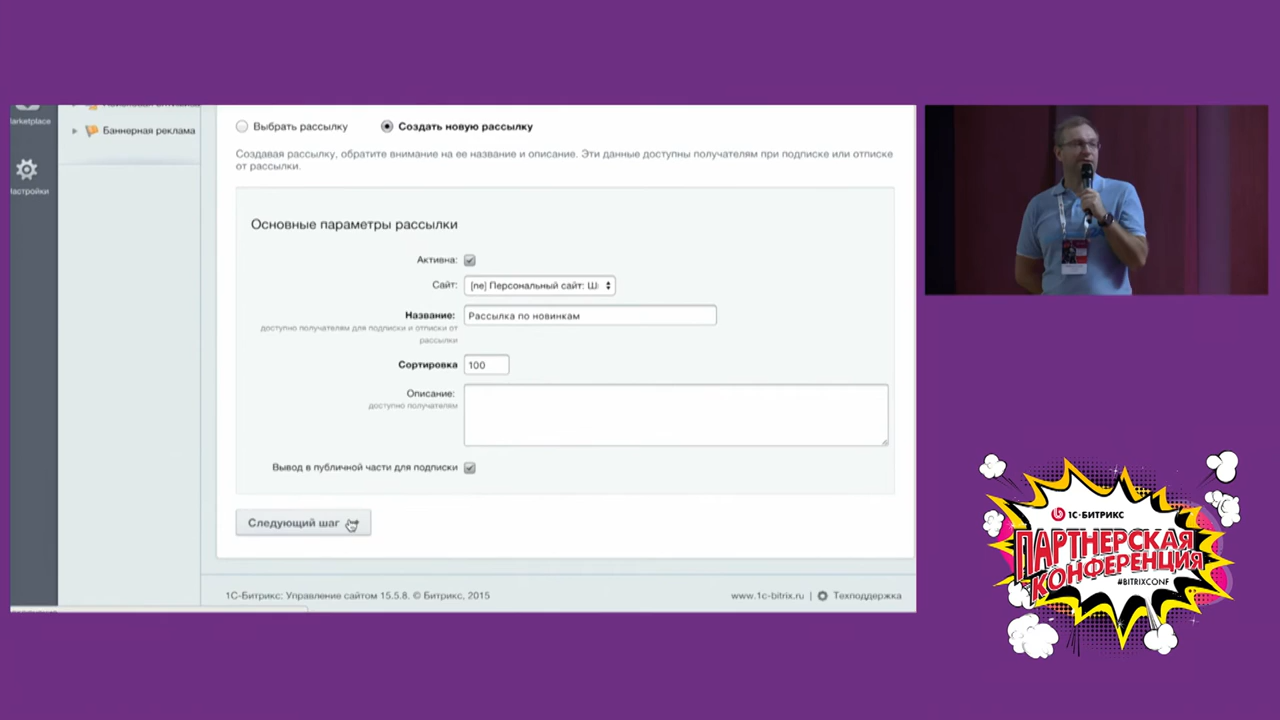 Marketplace
Баннерная реклама
Настройки
Выбрать рассылку
Создать новую рассылку
Создавая рассылку, обратите внимание на ее название и описание. Эти данные доступны получателям при подписке или отписке
от рассылки.
Основные параметры рассылки
Активна:
Сайт: [ne] Персональный сайт: Ш
Название: Рассылка по новинкам
доступно получателям для подписки и отписки от
рассылки
Сортировка 100
Описание:
доступно получателям
Вывод в публичной части для подписки
Следующий шаг
1С-Битрикс: Управление сайтом 15.5.8. © Битрикс, 2015
www.1c-bitrix.ru | Техподдержка
1С-БИТРИКС
ПАРТНЕРСКАЯ
КОНФЕРЕНЦИЯ
#BITRIXCONF